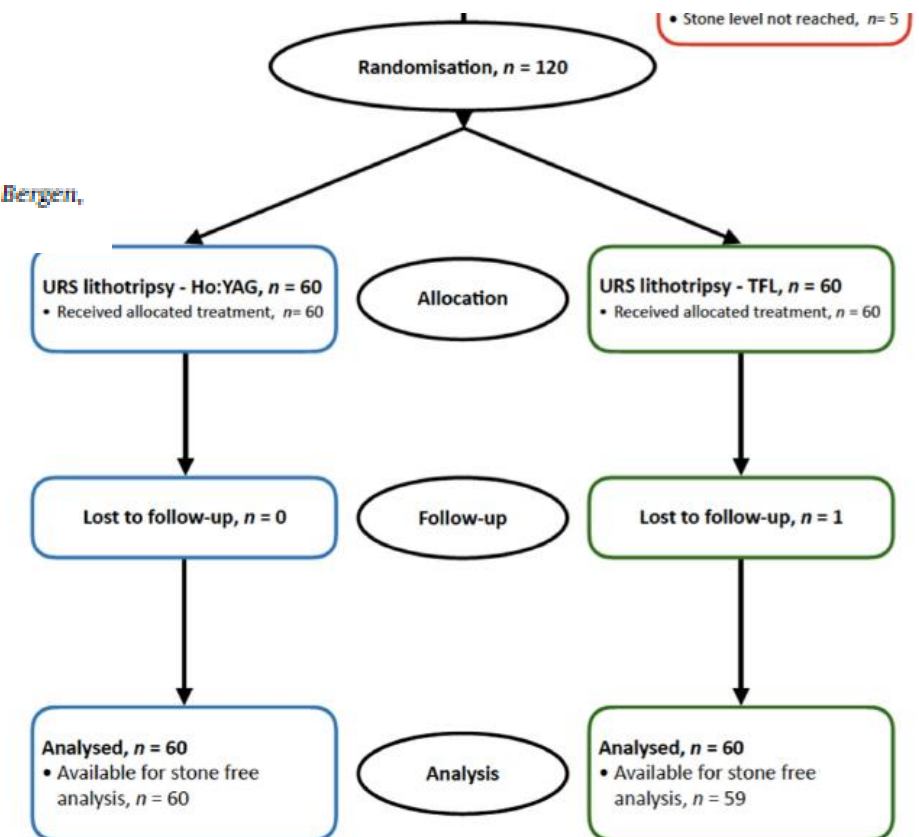 • Stone level not reached, n= 5
Randomisation, n = 120
Bergen,
URS lithotripsy - Ho:YAG, n = 60
• Received allocated treatment, n= 60
Allocation
URS lithotripsy - TFL, n = 60
• Received allocated treatment, n = 60
Lost to follow-up, n = 0
Follow-up
Lost to follow-up, n = 1
Analysed, n = 60
• Available for stone free
analysis, n = 60
Analysis
Analysed, n = 60
• Available for stone free
analysis, n = 59